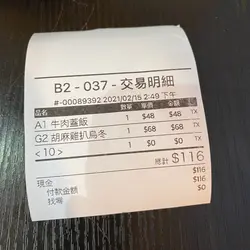 B2 - 037 - 交易明細
#-00089392 2021/02/15 2:49 下午
品名 數量 單價 金額
A1 牛肉蓋飯 1 $48 $48 TX
G2 胡麻雞扒烏冬 1 $68 $68 TX
<10> 1 $0 $0 TX
總計 $116
現金 $116
付款金額 $116
找零 $0